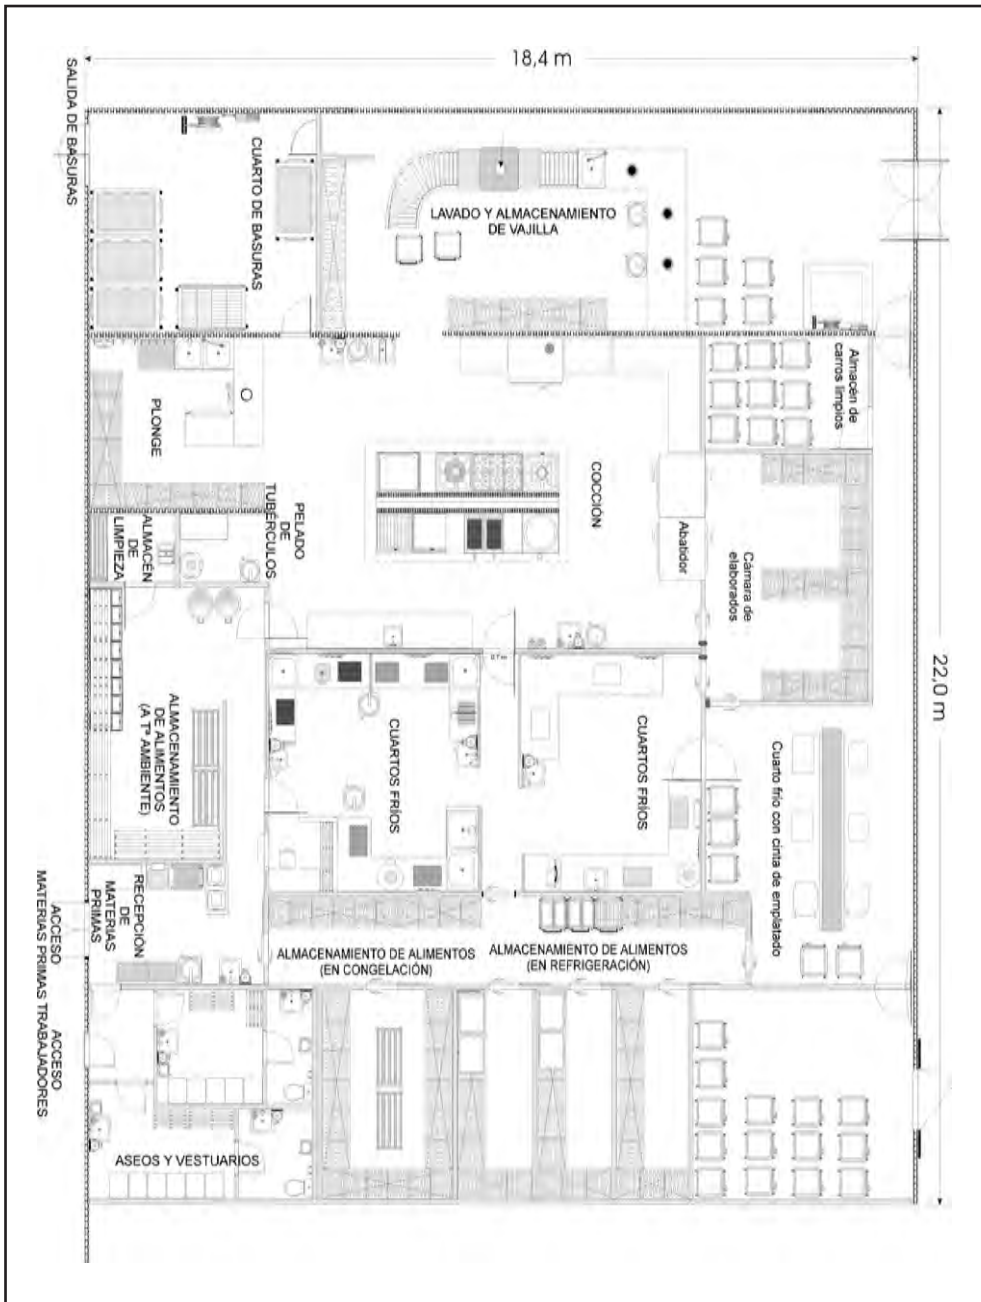 18,4 m
SALIDA DE BASURAS
CUARTO DE BASURAS
LAVADO Y ALMACENAMIENTO
DE VAJILLA
Almacén de
carros limpios
PLONGE
COCCIÓN
PELADO
DE
TUBÉRCULOS
ALMACÉN
DE
LIMPIEZA
Abatidor
Cámara de
elaborados
22,0 m
ALMACENAMIENTO
DE ALIMENTOS
(A Tª AMBIENTE)
CUARTOS FRÍOS
CUARTOS FRÍOS
Cuarto frío con cinta de emplatado
RECEPCIÓN
DE
MATERIAS
PRIMAS
ALMACENAMIENTO DE ALIMENTOS
(EN CONGELACIÓN)
ALMACENAMIENTO DE ALIMENTOS
(EN REFRIGERACIÓN)
ACCESO
MATERIAS PRIMAS
ACCESO
TRABAJADORES
ASEOS Y VESTUARIOS